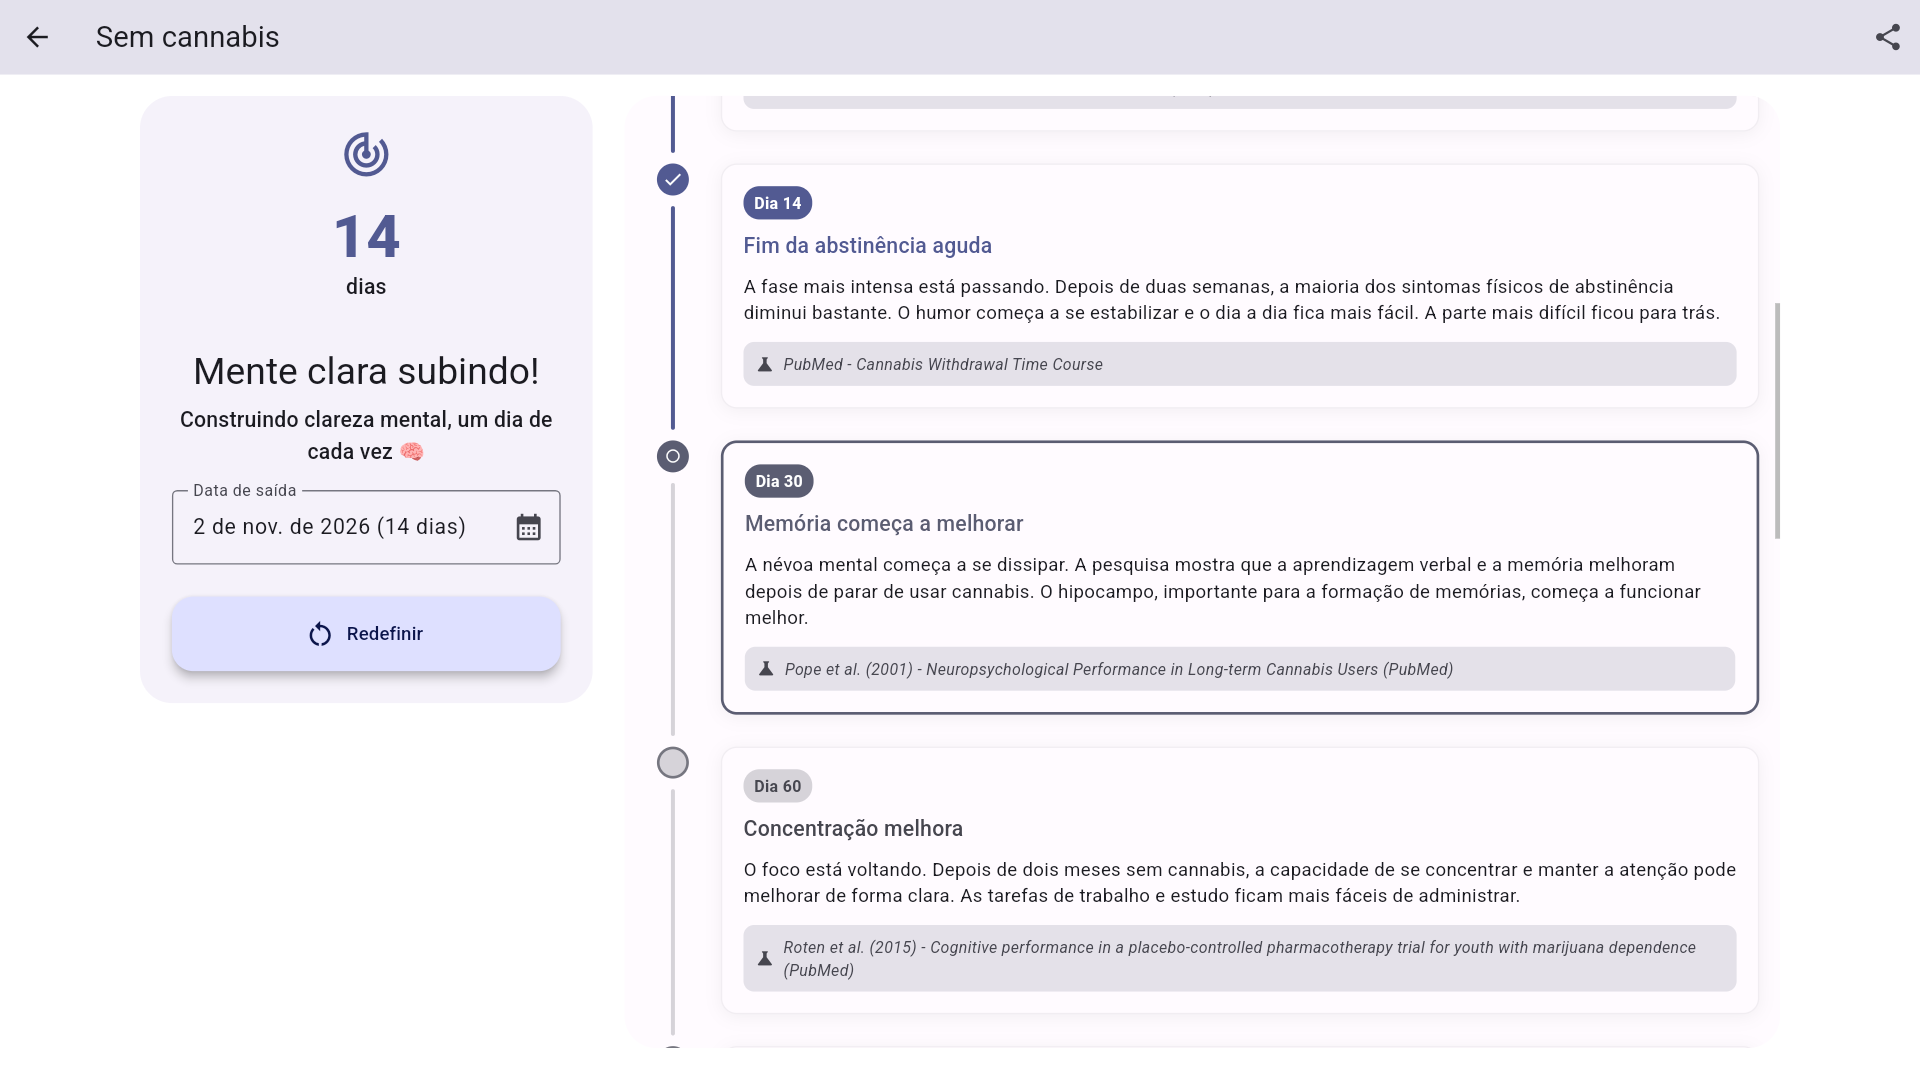 Sem cannabis
14
dias
Mente clara subindo!
Construindo clareza mental, um dia de
cada vez 🧠
Data de saída
2 de nov. de 2026 (14 dias)
Redefinir
Dia 14
Fim da abstinência aguda
A fase mais intensa está passando. Depois de duas semanas, a maioria dos sintomas físicos de abstinência
diminui bastante. O humor começa a se estabilizar e o dia a dia fica mais fácil. A parte mais difícil ficou para trás.
PubMed - Cannabis Withdrawal Time Course
Dia 30
Memória começa a melhorar
A névoa mental começa a se dissipar. A pesquisa mostra que a aprendizagem verbal e a memória melhoram
depois de parar de usar cannabis. O hipocampo, importante para a formação de memórias, começa a funcionar
melhor.
Pope et al. (2001) - Neuropsychological Performance in Long-term Cannabis Users (PubMed)
Dia 60
Concentração melhora
O foco está voltando. Depois de dois meses sem cannabis, a capacidade de se concentrar e manter a atenção pode
melhorar de forma clara. As tarefas de trabalho e estudo ficam mais fáceis de administrar.
Roten et al. (2015) - Cognitive performance in a placebo-controlled pharmacotherapy trial for youth with marijuana dependence
(PubMed)